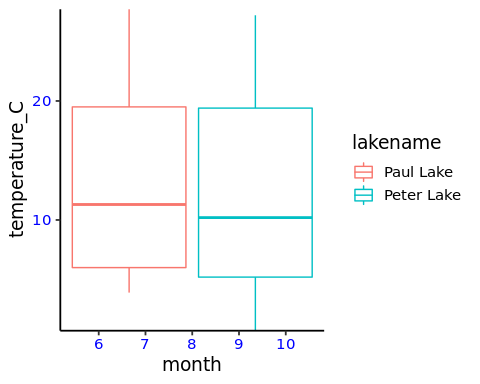 temperature_C
20
10
6 7 8 9 10
month
lakename
Paul Lake
Peter Lake